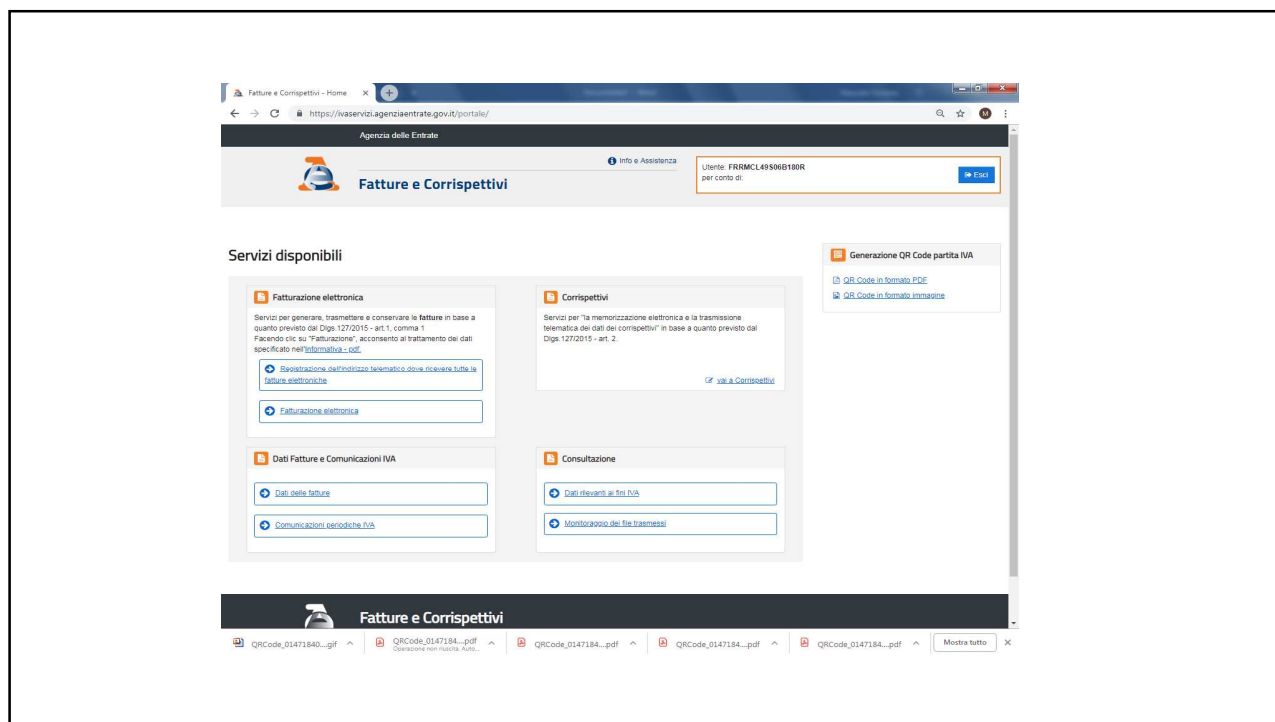 Fatture e Corrispettivi - Home
https://ivaservizi.agenziaentrate.gov.it/portale/
M
Agenzia delle Entrate
Info e Assistenza
Fatture e Corrispettivi
Utente: FRRMCL49S06B180R
per conto di:
Esci
Servizi disponibili
Fatturazione elettronica
Servizi per generare, trasmettere e conservare le fatture in base a
quanto previsto dal Dlgs.127/2015 - art.1, comma 1
Facendo clic su "Fatturazione", acconsento al trattamento dei dati
specificato nell'Informativa - pdf.
Registrazione dell'indirizzo telematico dove ricevere tutte le
fatture elettroniche
Fatturazione elettronica
Corrispettivi
Servizi per "la memorizzazione elettronica e la trasmissione
telematica dei dati dei corrispettivi" in base a quanto previsto dal
Dlgs.127/2015 - art. 2.
vai a Corrispettivi
Generazione QR Code partita IVA
QR Code in formato PDF
QR Code in formato immagine
Dati Fatture e Comunicazioni IVA
Dati delle fatture
Comunicazioni periodiche IVA
Consultazione
Dati rilevanti ai fini IVA
Monitoraggio dei file trasmessi
Fatture e Corrispettivi
QRCode_01471840....gif
QRCode_0147184....pdf
Operazione non riuscita. Auto...
QRCode_0147184....pdf
QRCode_0147184....pdf
QRCode_0147184....pdf
Mostra tutto